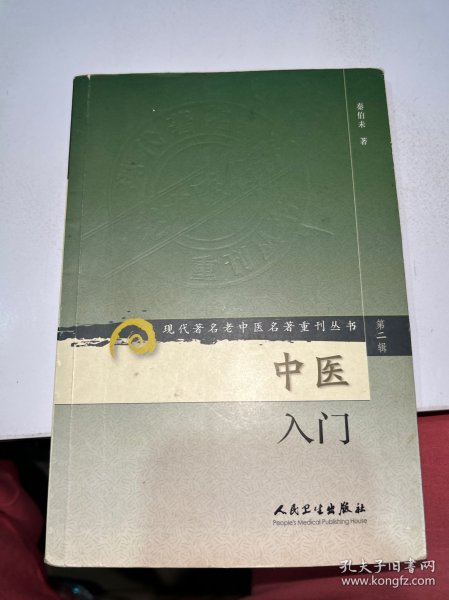 秦伯未 著
现代著名老中医名著重刊丛书
第二辑
中医
入门
人民卫生出版社
People's Medical Publishing House
孔夫子旧书网
www.kongfz.com